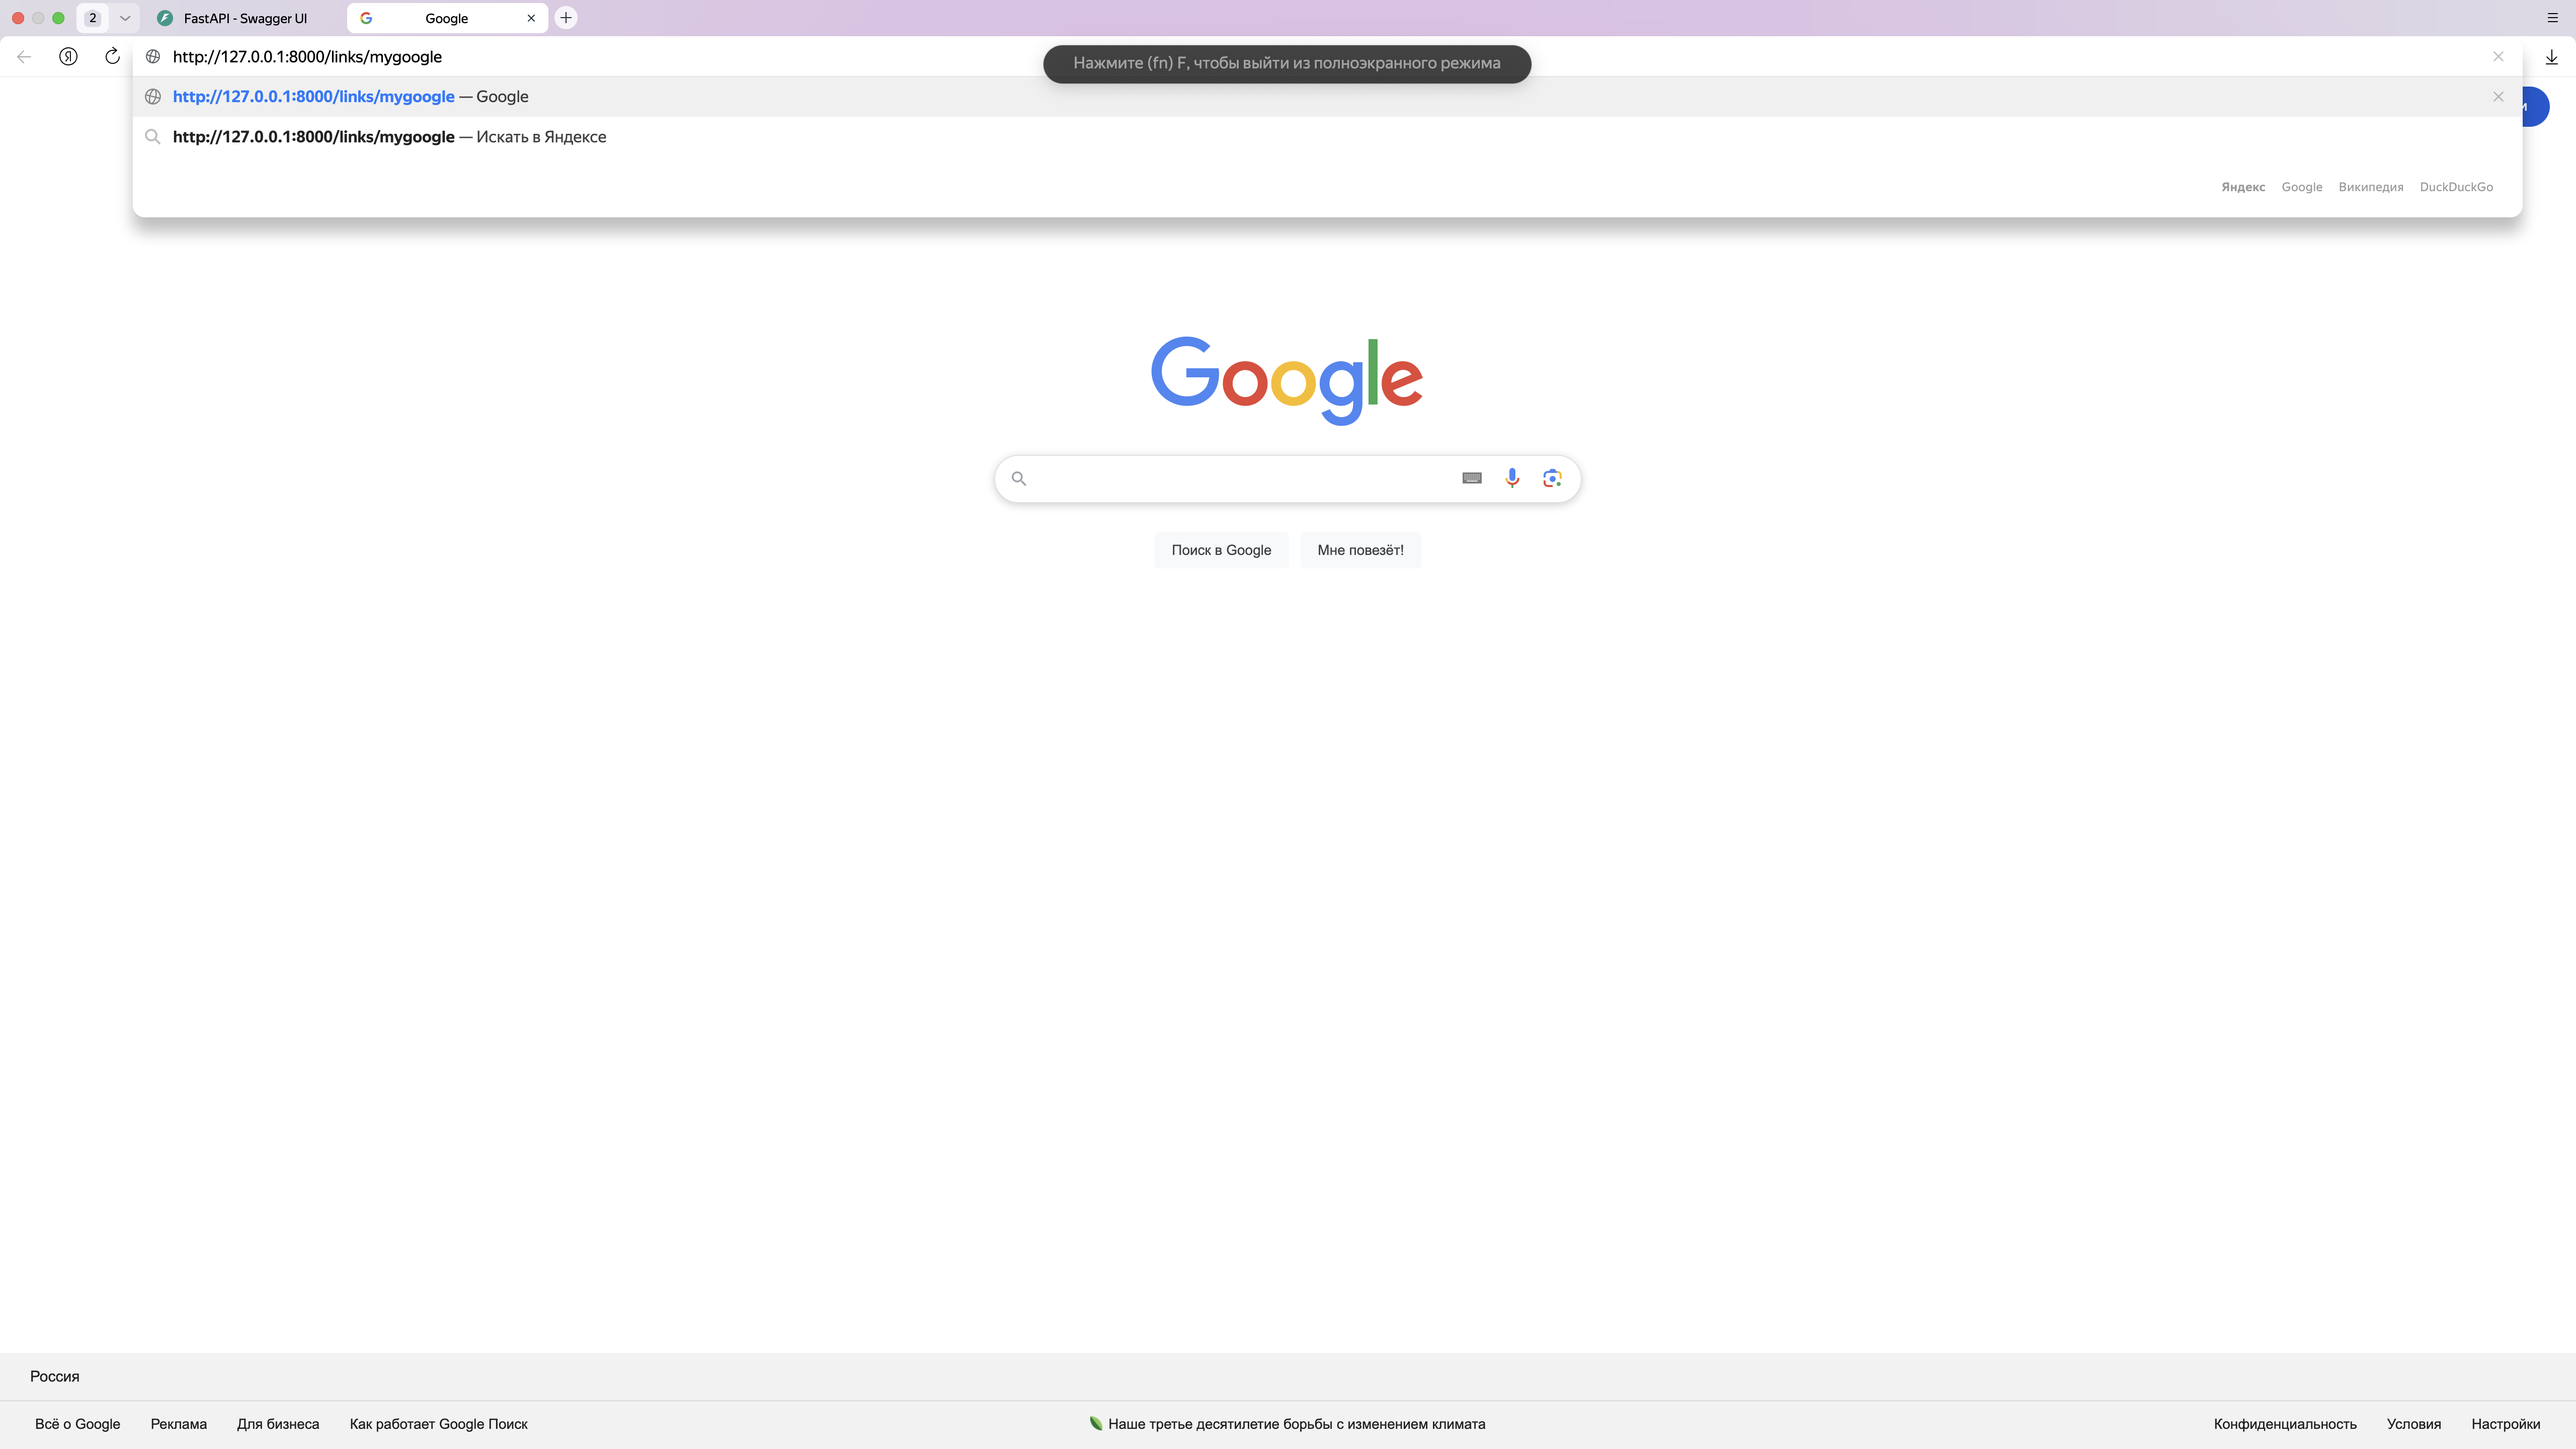 2
FastAPI - Swagger UI
Google
http://127.0.0.1:8000/links/mygoogle
Нажмите (fn) F, чтобы выйти из полноэкранного режима
http://127.0.0.1:8000/links/mygoogle — Google
http://127.0.0.1:8000/links/mygoogle — Искать в Яндексе
Яндекс Google Википедия DuckDuckGo
Google
Поиск в Google
Мне повезёт!
Россия
Всё о Google Реклама Для бизнеса Как работает Google Поиск
Наше третье десятилетие борьбы с изменением климата
Конфиденциальность Условия Настройки